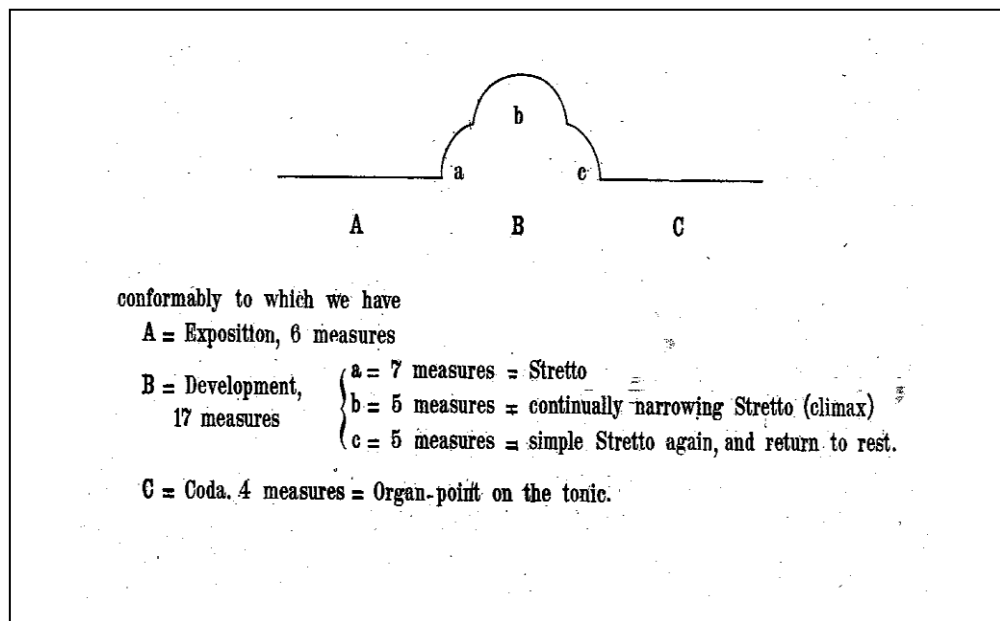 b
a c
A B C
conformably to which we have
A = Exposition, 6 measures
B = Development, 17 measures
a = 7 measures = Stretto
b = 5 measures = continually narrowing Stretto (climax)
c = 5 measures = simple Stretto again, and return to rest.
C = Coda. 4 measures = Organ-point on the tonic.